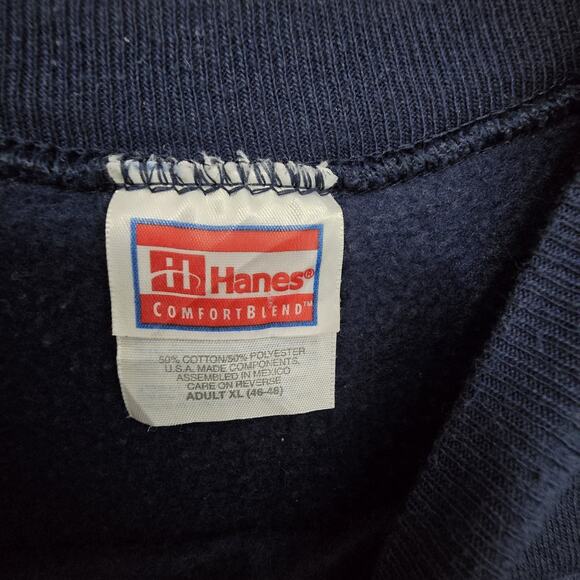 Hanes®
COMFORTBLEND™
50% COTTON/50% POLYESTER
U.S.A. MADE COMPONENTS,
ASSEMBLED IN MEXICO
CARE ON REVERSE
ADULT XL (46-48)